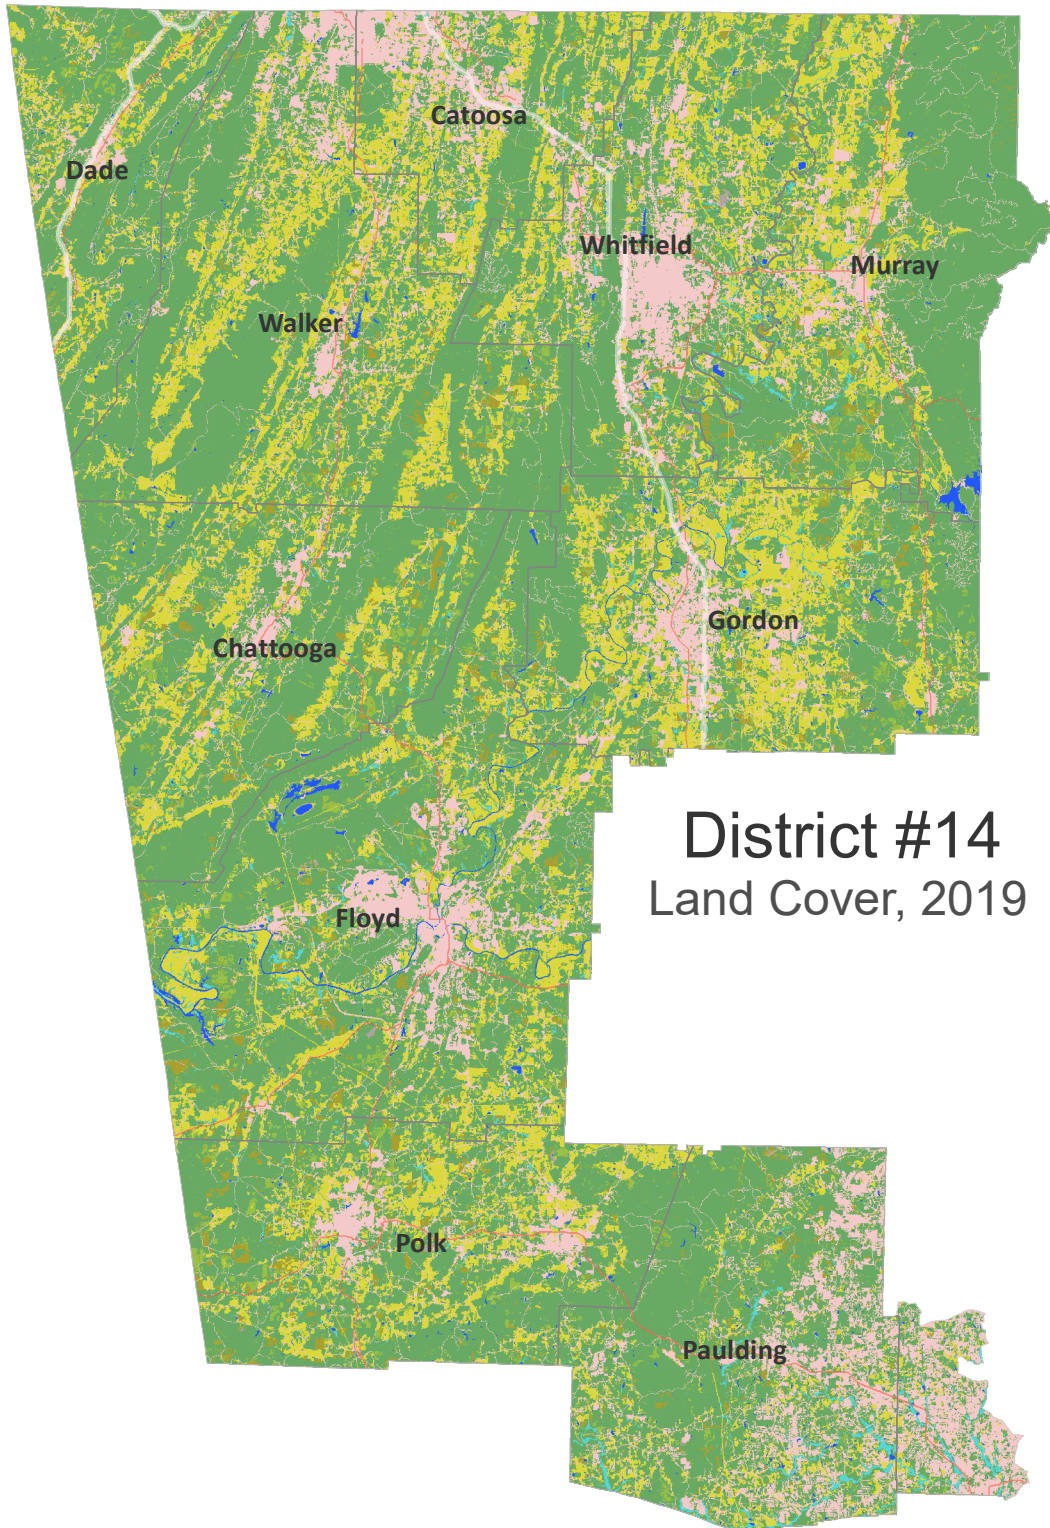 Catoosa
Dade
Whitfield
Murray
Walker
Gordon
Chattooga
District #14
Land Cover, 2019
Floyd
Polk
Paulding